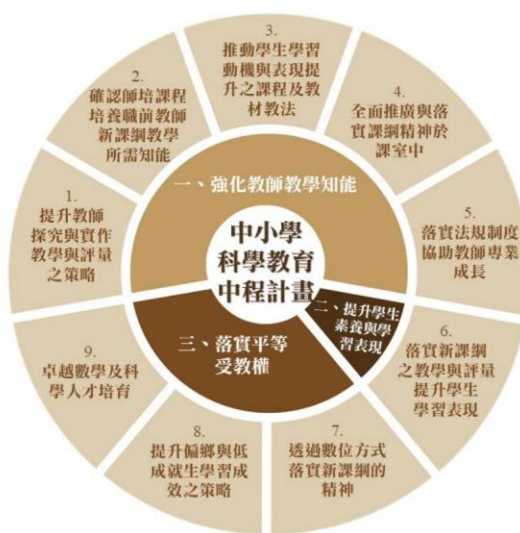 中小學
科學教育
中程計畫
一、強化教師教學知能
二、提升學生
素養與學
習表現
三、落實平等
受教權
1.
提升教師
探究與實作
教學與評量
之策略
2.
確認師培課程
培養職前教師
新課綱教學
所需知能
3.
推動學生學習
動機與表現提
升之課程及教
材教法
4.
全面推廣與落
實課綱精神於
課室中
5.
落實法規制度
協助教師專業
成長
6.
落實新課綱
之教學與評量
提升學生
學習表現
7.
透過數位方式
落實新課綱的
精神
8.
提升偏鄉與低
成就生學習成
效之策略
9.
卓越數學及科
學人才培育